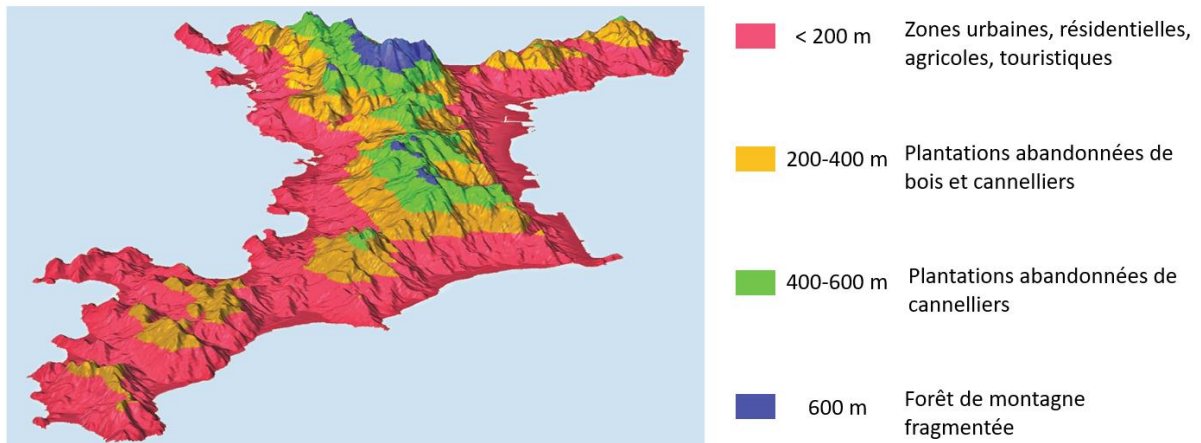 < 200 m Zones urbaines, résidentielles,
agricoles, touristiques
200-400 m Plantations abandonnées de
bois et cannelliers
400-600 m Plantations abandonnées de
cannelliers
600 m Forêt de montagne
fragmentée